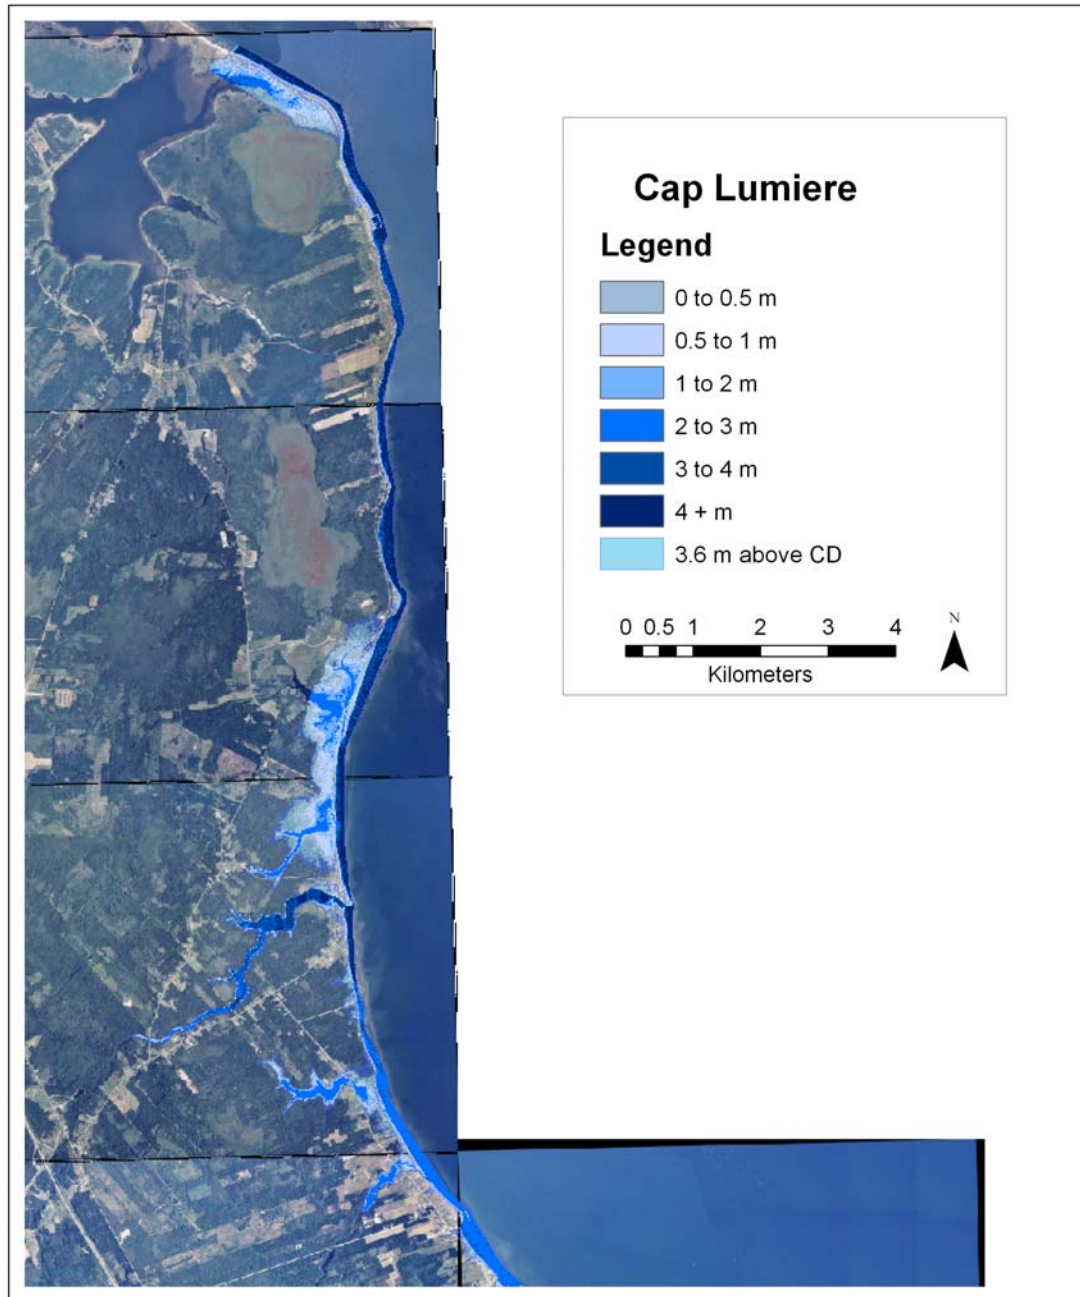 Cap Lumiere
Legend
0 to 0.5 m
0.5 to 1 m
1 to 2 m
2 to 3 m
3 to 4 m
4 + m
3.6 m above CD
0 0.5 1 2 3 4
Kilometers
N